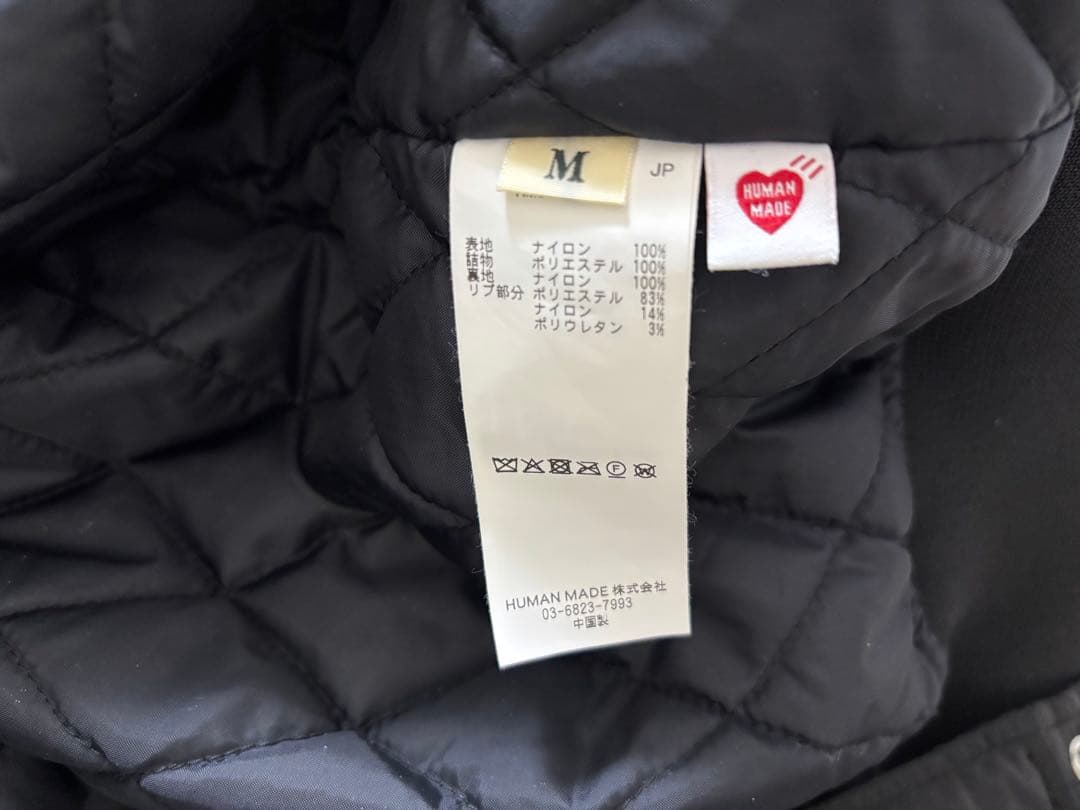 M
JP
HUMAN
MADE
表地 ナイロン 100%
詰物 ポリエステル 100%
裏地 ナイロン 100%
リブ部分 ポリエステル 83%
ナイロン 14%
ポリウレタン 3%
F
W
HUMAN MADE 株式会社
03-6823-7993
中国製